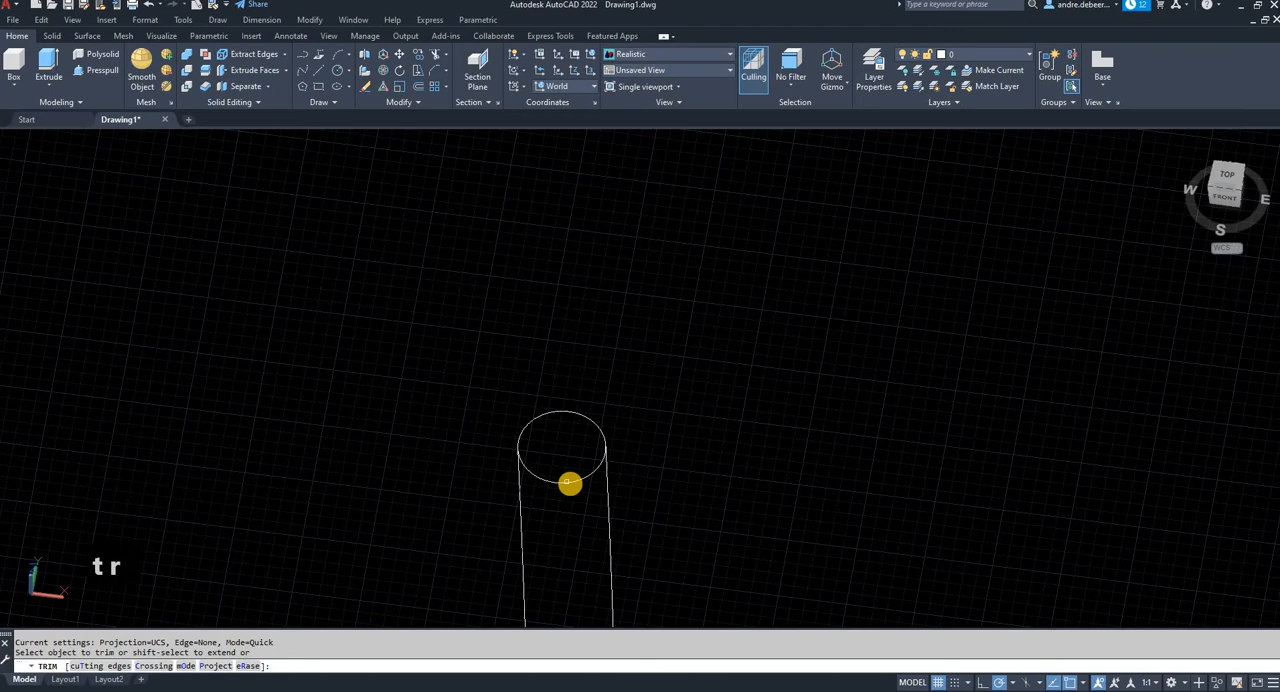 Autodesk AutoCAD 2022 Drawing1.dwg
Type a keyword or phrase
andre.debeer...
12
Share
File Edit View Insert Format Tools Draw Dimension Modify Window Help Express Parametric
Home Solid Surface Mesh Visualize Parametric Insert Annotate View Manage Output Add-ins Collaborate Express Tools Featured Apps
Box
Extrude
Polysolid
Presspull
Modeling
Smooth
Object
Mesh
Extract Edges
Extrude Faces
Separate
Solid Editing
Draw
Modify
Section
Plane
Section
World
Coordinates
Realistic
Unsaved View
Single viewport
View
Culling
No Filter
Move
Gizmo
Selection
Layer
Properties
0
Make Current
Match Layer
Layers
Group
Groups
Base
View
Start
Drawing1*
TOP
FRONT
W
E
S
WCS
Y
X
t r
Current settings: Projection=UCS, Edge=None, Mode=Quick
Select object to trim or shift-select to extend or
TRIM [cuTting edges Crossing mOde Project eRase]:
Model Layout1 Layout2
MODEL
1:1